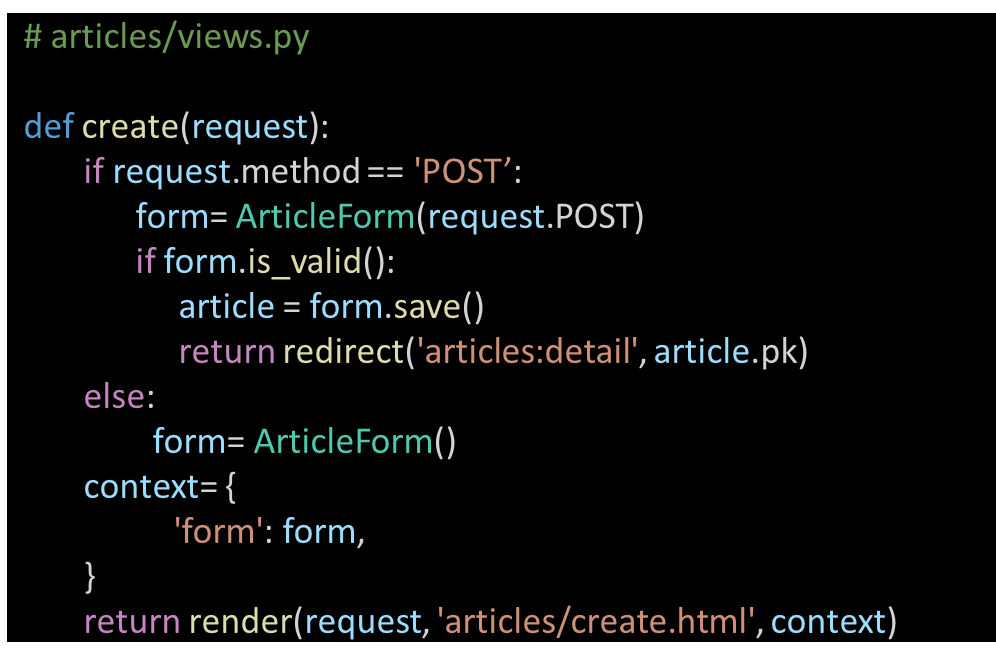 # articles/views.py
def create(request):
if request.method == 'POST’:
form= ArticleForm(request.POST)
if form.is_valid():
article = form.save()
return redirect('articles:detail', article.pk)
else:
form= ArticleForm()
context= {
'form': form,
}
return render(request, 'articles/create.html', context)